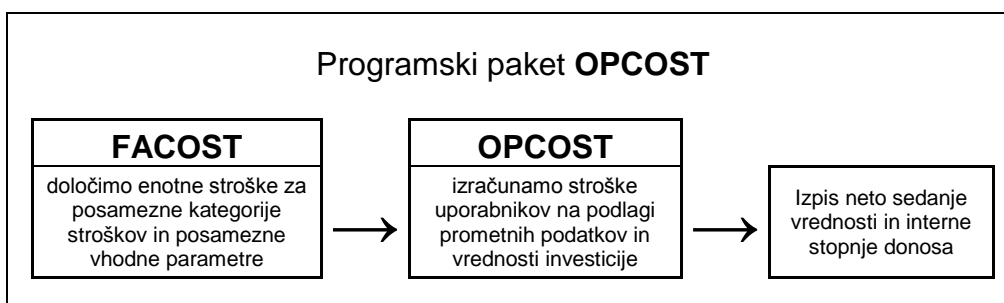 Programski paket OPCOST
FACOST
določimo enotne stroške za
posamezne kategorije
stroškov in posamezne
vhodne parametre
OPCOST
izračunamo stroške
uporabnikov na podlagi
prometnih podatkov in
vrednosti investicije
Izpis neto sedanje
vrednosti in interne
stopnje donosa